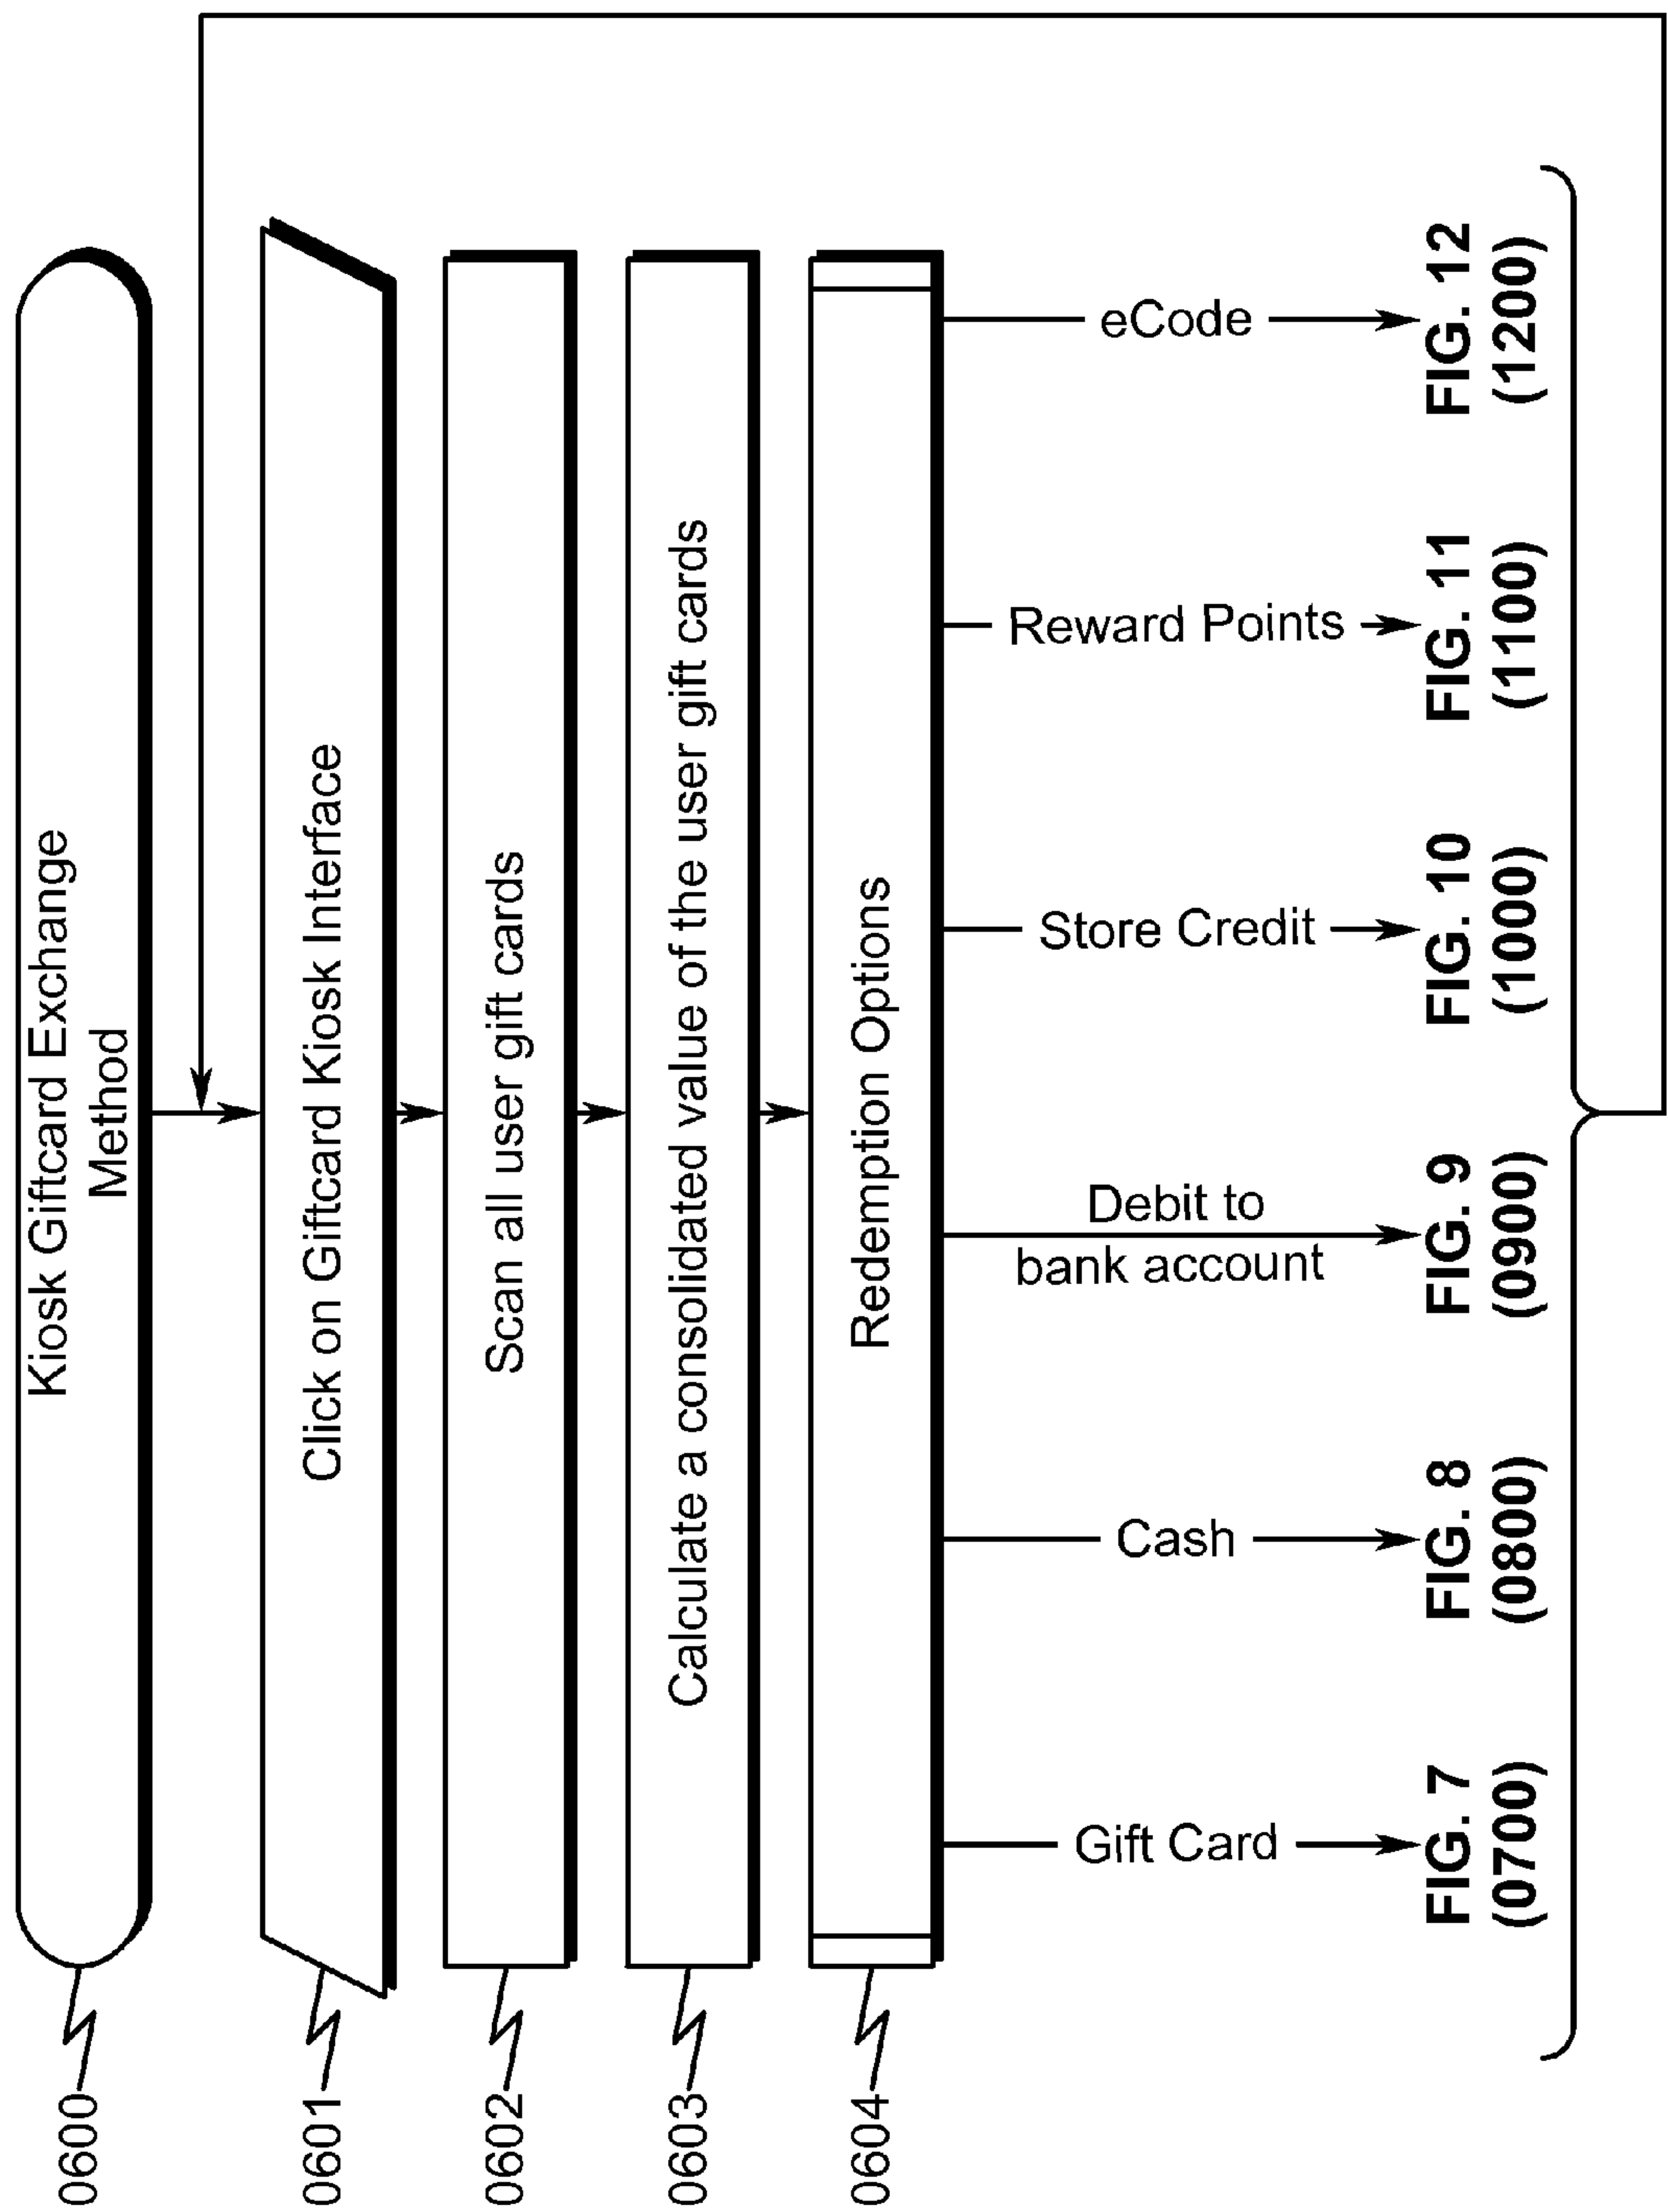 0600
Kiosk Giftcard Exchange
Method
0601
Click on Giftcard Kiosk Interface
0602
Scan all user gift cards
0603
Calculate a consolidated value of the user gift cards
0604
Redemption Options
Gift Card
Cash
Debit to
bank account
Store Credit
Reward Points
eCode
FIG. 7
(0700)
FIG. 8
(0800)
FIG. 9
(0900)
FIG. 10
(1000)
FIG. 11
(1100)
FIG. 12
(1200)